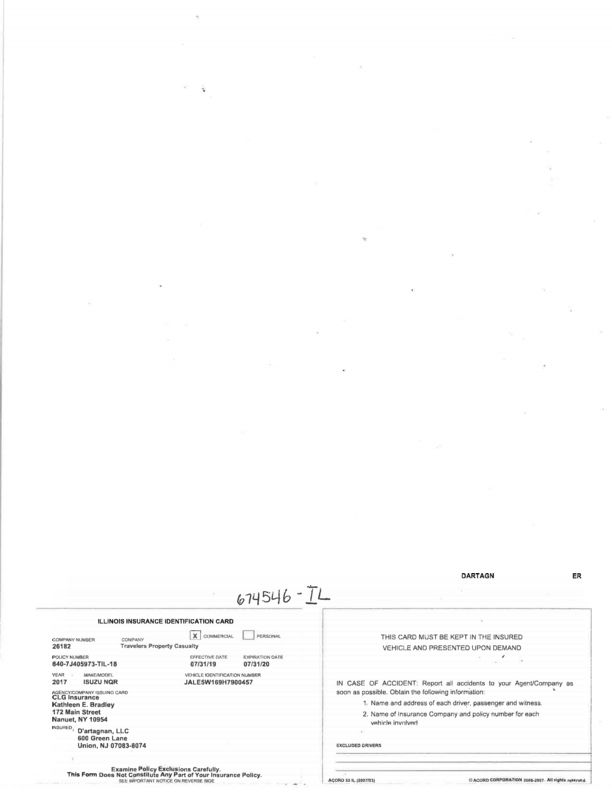 DARTAGN ER
674546 - IL
ILLINOIS INSURANCE IDENTIFICATION CARD
COMPANY NUMBER COMPANY X COMMERCIAL PERSONAL
26182 Travelers Property Casualty
POLICY NUMBER EFFECTIVE DATE EXPIRATION DATE
640-7J405973-TIL-18 07/31/19 07/31/20
YEAR MAKE/MODEL VEHICLE IDENTIFICATION NUMBER
2017 ISUZU NQR JALE5W169H7900457
AGENCY/COMPANY ISSUING CARD
CLG Insurance
Kathleen E. Bradley
172 Main Street
Nanuet, NY 10954
INSURED
D'artagnan, LLC
600 Green Lane
Union, NJ 07083-8074
Examine Policy Exclusions Carefully.
This Form Does Not Constitute Any Part of Your Insurance Policy.
SEE IMPORTANT NOTICE ON REVERSE SIDE
THIS CARD MUST BE KEPT IN THE INSURED
VEHICLE AND PRESENTED UPON DEMAND
IN CASE OF ACCIDENT: Report all accidents to your Agent/Company as
soon as possible. Obtain the following information:
1. Name and address of each driver, passenger and witness.
2. Name of Insurance Company and policy number for each
vehicle involved
EXCLUDED DRIVERS
ACORD 50 IL (2007/03) © ACORD CORPORATION 2006-2007. All rights reserved.